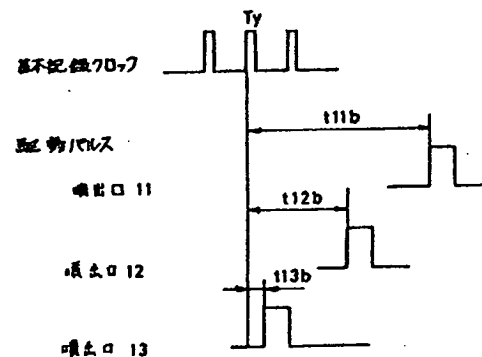 Ty
基本記録クロック
t11b
駆動パルス
噴出口 11
t12b
噴出口 12
t13b
噴出口 13